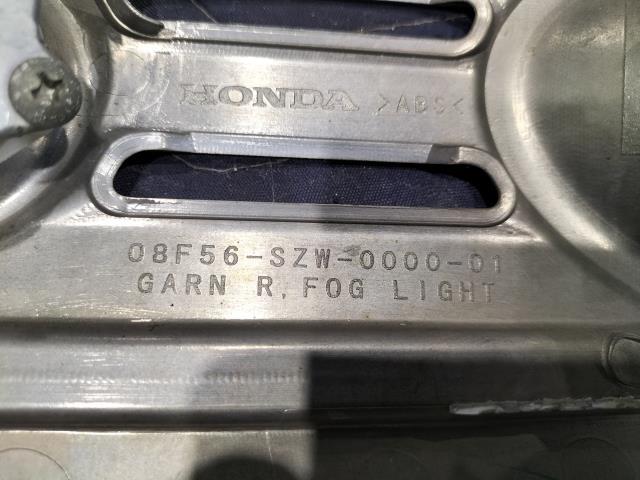 HONDA >ABS<
08F56-SZW-0000-01
GARN R, FOG LIGHT